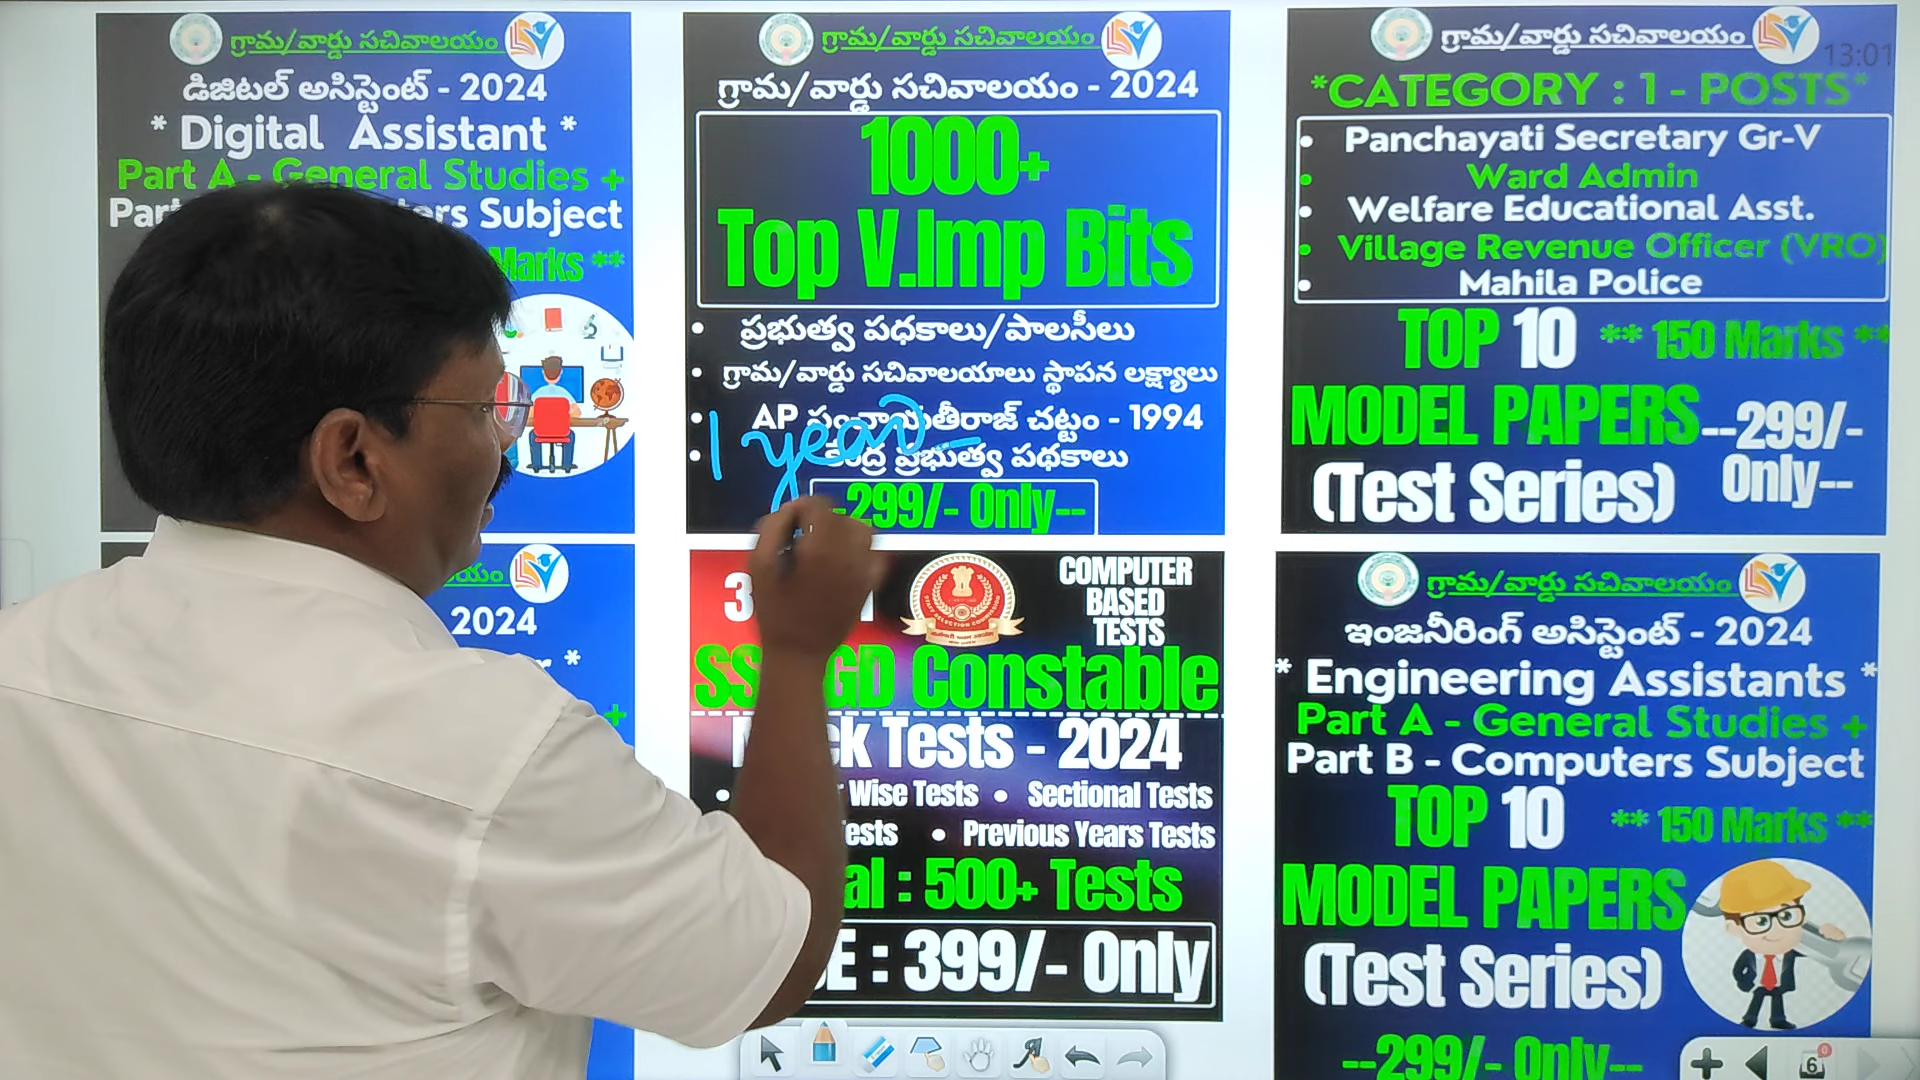 గ్రామ/వార్డు సచివాలయం
డిజిటల్ అసిస్టెంట్ - 2024
* Digital Assistant *
Part A - General Studies +
Subject
Marks **
2024
గ్రామ/వార్డు సచివాలయం
గ్రామ/వార్డు సచివాలయం - 2024
1000+
Top V.Imp Bits
• ప్రభుత్వ పధకాలు/పాలసీలు
• గ్రామ/వార్డు సచివాలయాలు స్థాపన లక్ష్యాలు
• AP పంచాయతీరాజ్ చట్టం - 1994
• కేంద్ర ప్రభుత్వ పథకాలు
1 year
--299/- Only--
COMPUTER
BASED
TESTS
GD Constable
Tests - 2024
Wise Tests • Sectional Tests
• Previous Years Tests
: 500+ Tests
: 399/- Only
గ్రామ/వార్డు సచివాలయం
13:01
*CATEGORY : 1 - POSTS*
• Panchayati Secretary Gr-V
• Ward Admin
• Welfare Educational Asst.
• Village Revenue Officer (VRO)
• Mahila Police
TOP 10 ** 150 Marks **
MODEL PAPERS --299/-
(Test Series) Only--
గ్రామ/వార్డు సచివాలయం
ఇంజనీరింగ్ అసిస్టెంట్ - 2024
* Engineering Assistants *
Part A - General Studies +
Part B - Computers Subject
TOP 10 ** 150 Marks **
MODEL PAPERS
(Test Series)
--299/- Only--
6